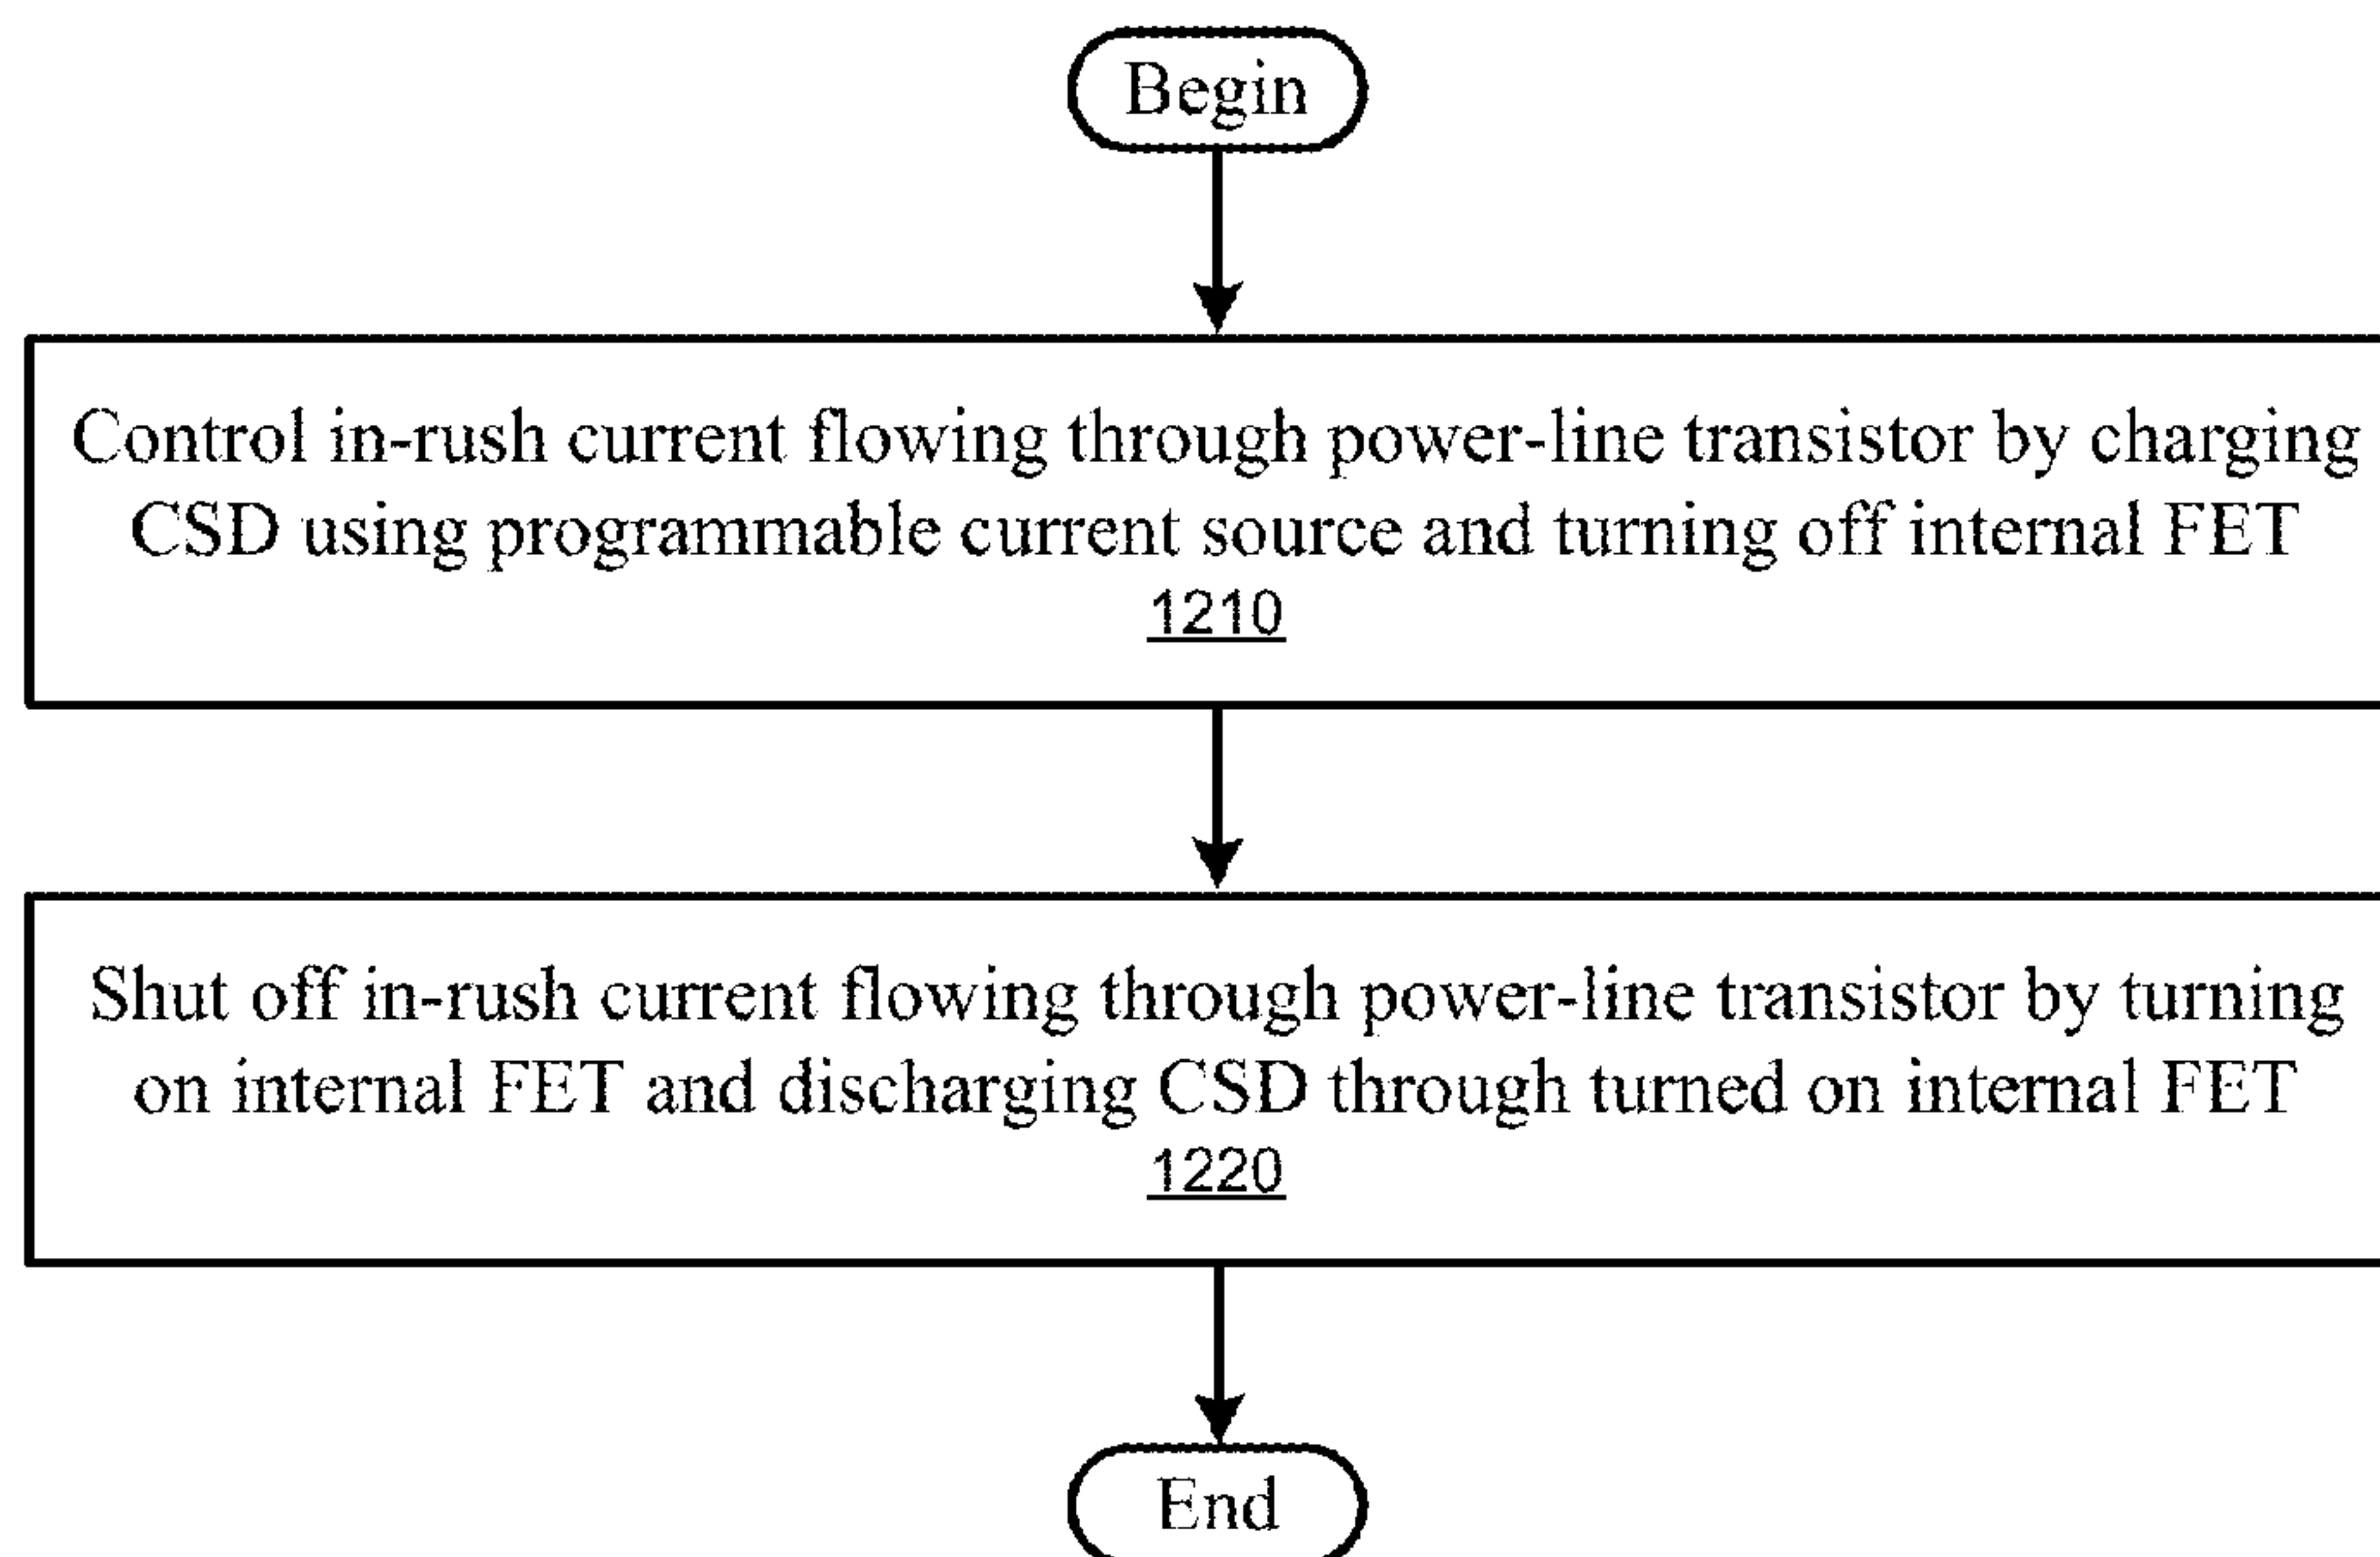 Begin
Control in-rush current flowing through power-line transistor by charging
CSD using programmable current source and turning off internal FET
1210
Shut off in-rush current flowing through power-line transistor by turning
on internal FET and discharging CSD through turned on internal FET
1220
End